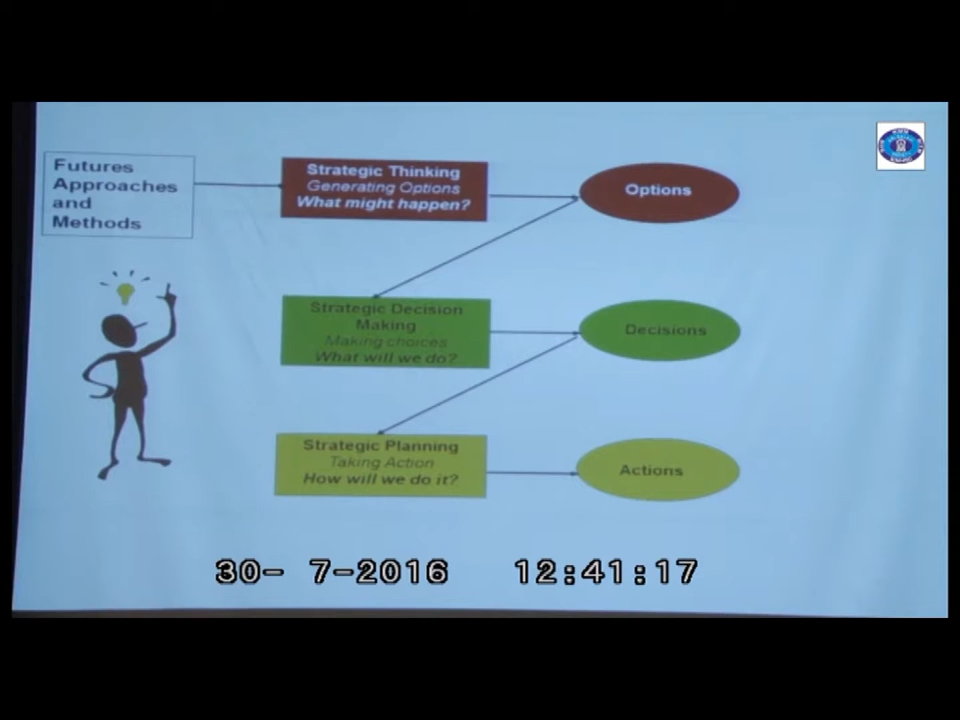 Futures
Approaches
and
Methods
Strategic Thinking
Generating Options
What might happen?
Options
Strategic Decision
Making
Making choices
What will we do?
Decisions
Strategic Planning
Taking Action
How will we do it?
Actions
30- 7-2016 12:41:17